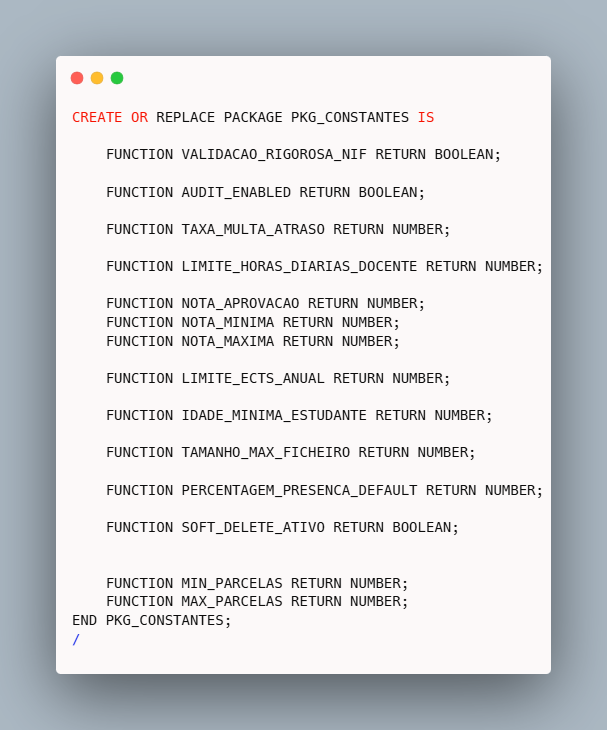 CREATE OR REPLACE PACKAGE PKG_CONSTANTES IS
FUNCTION VALIDACAO_RIGOROSA_NIF RETURN BOOLEAN;
FUNCTION AUDIT_ENABLED RETURN BOOLEAN;
FUNCTION TAXA_MULTA_ATRASO RETURN NUMBER;
FUNCTION LIMITE_HORAS_DIARIAS_DOCENTE RETURN NUMBER;
FUNCTION NOTA_APROVACAO RETURN NUMBER;
FUNCTION NOTA_MINIMA RETURN NUMBER;
FUNCTION NOTA_MAXIMA RETURN NUMBER;
FUNCTION LIMITE_ECTS_ANUAL RETURN NUMBER;
FUNCTION IDADE_MINIMA_ESTUDANTE RETURN NUMBER;
FUNCTION TAMANHO_MAX_FICHEIRO RETURN NUMBER;
FUNCTION PERCENTAGEM_PRESENCA_DEFAULT RETURN NUMBER;
FUNCTION SOFT_DELETE_ATIVO RETURN BOOLEAN;
FUNCTION MIN_PARCELAS RETURN NUMBER;
FUNCTION MAX_PARCELAS RETURN NUMBER;
END PKG_CONSTANTES;
/